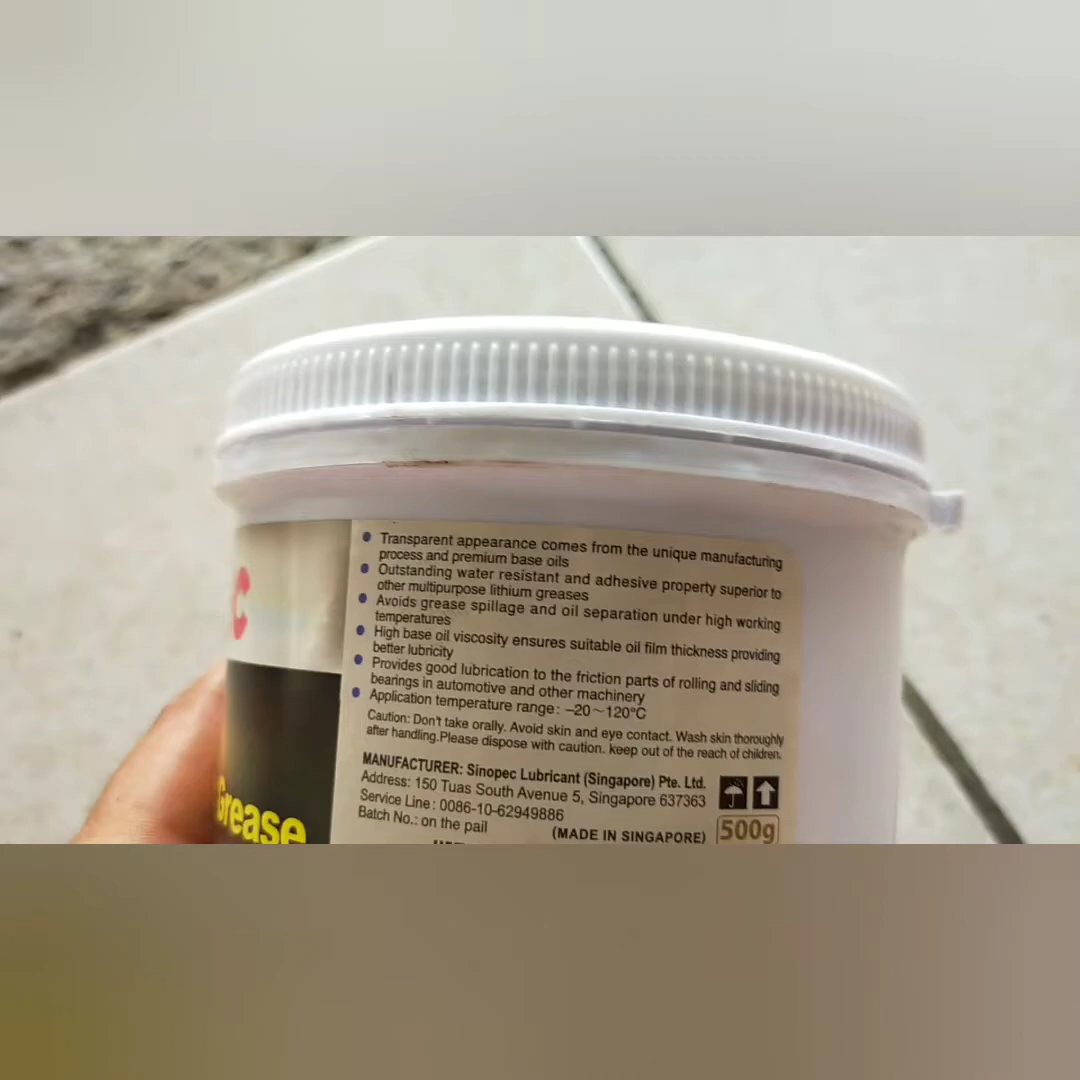 C
Grease
Transparent appearance comes from the unique manufacturing
process and premium base oils
Outstanding water resistant and adhesive property superior to
other multipurpose lithium greases
Avoids grease spillage and oil separation under high working
temperatures
High base oil viscosity ensures suitable oil film thickness providing
better lubricity
Provides good lubrication to the friction parts of rolling and sliding
bearings in automotive and other machinery
Application temperature range: –20～120℃
Caution: Don't take orally. Avoid skin and eye contact. Wash skin thoroughly
after handling.Please dispose with caution. keep out of the reach of children.
MANUFACTURER: Sinopec Lubricant (Singapore) Pte. Ltd.
Address: 150 Tuas South Avenue 5, Singapore 637363
Service Line: 0086-10-62949886
Batch No.: on the pail
(MADE IN SINGAPORE)
500g